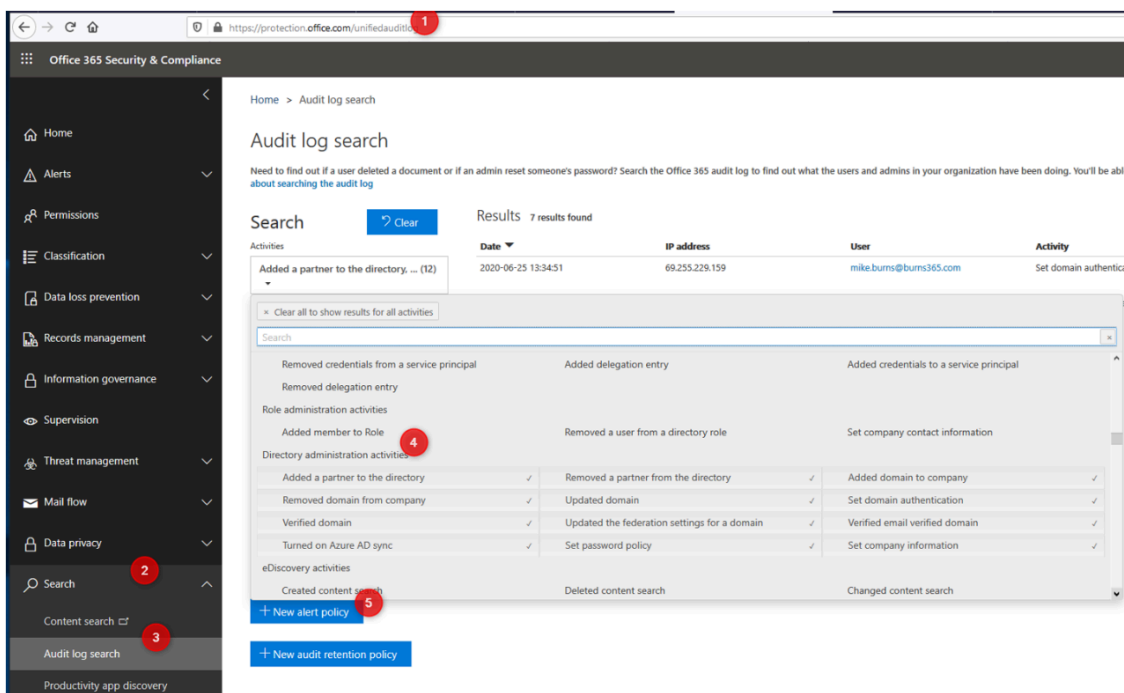 https://protection.office.com/unifiedauditlog
1
Office 365 Security & Compliance
Home
Alerts
Permissions
Classification
Data loss prevention
Records management
Information governance
Supervision
Threat management
Mail flow
Data privacy
2
Search
Content search
3
Audit log search
Productivity app discovery
Home > Audit log search
Audit log search
Need to find out if a user deleted a document or if an admin reset someone's password? Search the Office 365 audit log to find out what the users and admins in your organization have been doing. You'll be abl
about searching the audit log
Search
Clear
Results 7 results found
Activities
Date IP address User Activity
Added a partner to the directory, ... (12)
2020-06-25 13:34:51 69.255.229.159 mike.burns@burns365.com Set domain authentica
× Clear all to show results for all activities
Search ×
Removed credentials from a service principal Added delegation entry Added credentials to a service principal
Removed delegation entry
Role administration activities
Added member to Role Removed a user from a directory role Set company contact information
4
Directory administration activities
Added a partner to the directory ✓ Removed a partner from the directory ✓ Added domain to company ✓
Removed domain from company ✓ Updated domain ✓ Set domain authentication ✓
Verified domain ✓ Updated the federation settings for a domain ✓ Verified email verified domain ✓
Turned on Azure AD sync ✓ Set password policy ✓ Set company information ✓
eDiscovery activities
Created content search Deleted content search Changed content search
5
+ New alert policy
+ New audit retention policy